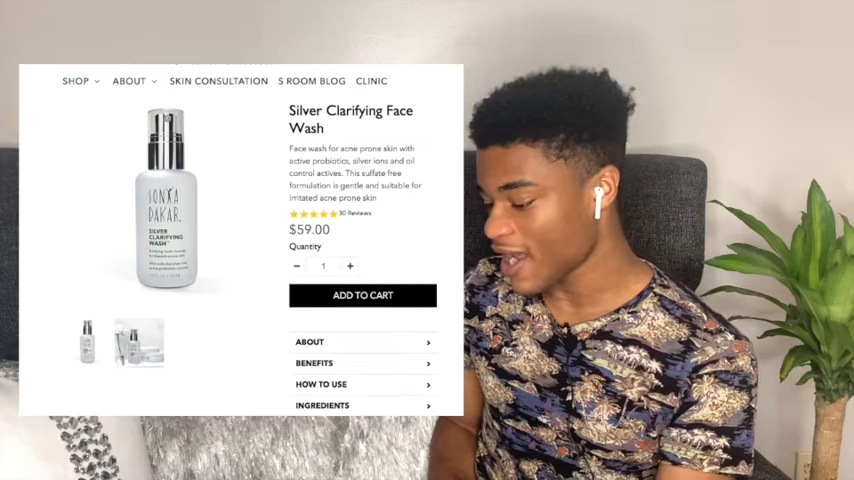 SHOP ABOUT SKIN CONSULTATION S ROOM BLOG CLINIC
Silver Clarifying Face
Wash
Face wash for acne prone skin with
active probiotics, silver ions and oil
control actives. This sulfate free
formulation is gentle and suitable for
irritated acne prone skin
30 Reviews
$59.00
Quantity
− 1 +
ADD TO CART
ABOUT
BENEFITS
HOW TO USE
INGREDIENTS
SONYA
DAKAR
SILVER
CLARIFYING
WASH